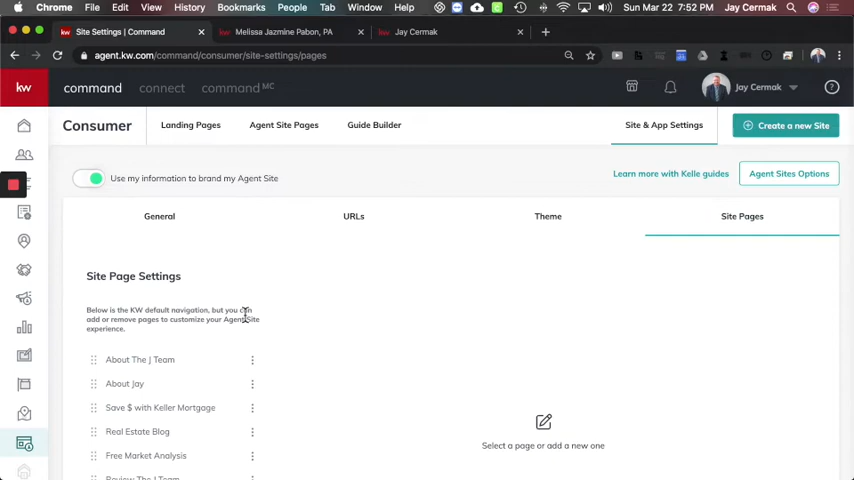 Chrome File Edit View History Bookmarks People Tab Window Help Sun Mar 22 7:52 PM Jay Cermak
kw Site Settings | Command
kw Melissa Jazmine Pabon, PA
kw Jay Cermak
agent.kw.com/command/consumer/site-settings/pages
kw command connect command MC Jay Cermak
Consumer Landing Pages Agent Site Pages Guide Builder Site & App Settings Create a new Site
Use my information to brand my Agent Site Learn more with Kelle guides Agent Sites Options
General URLs Theme Site Pages
Site Page Settings
Below is the KW default navigation, but you can
add or remove pages to customize your Agent Site
experience.
About The J Team
About Jay
Save $ with Keller Mortgage
Real Estate Blog
Free Market Analysis
Review The J Team
Select a page or add a new one